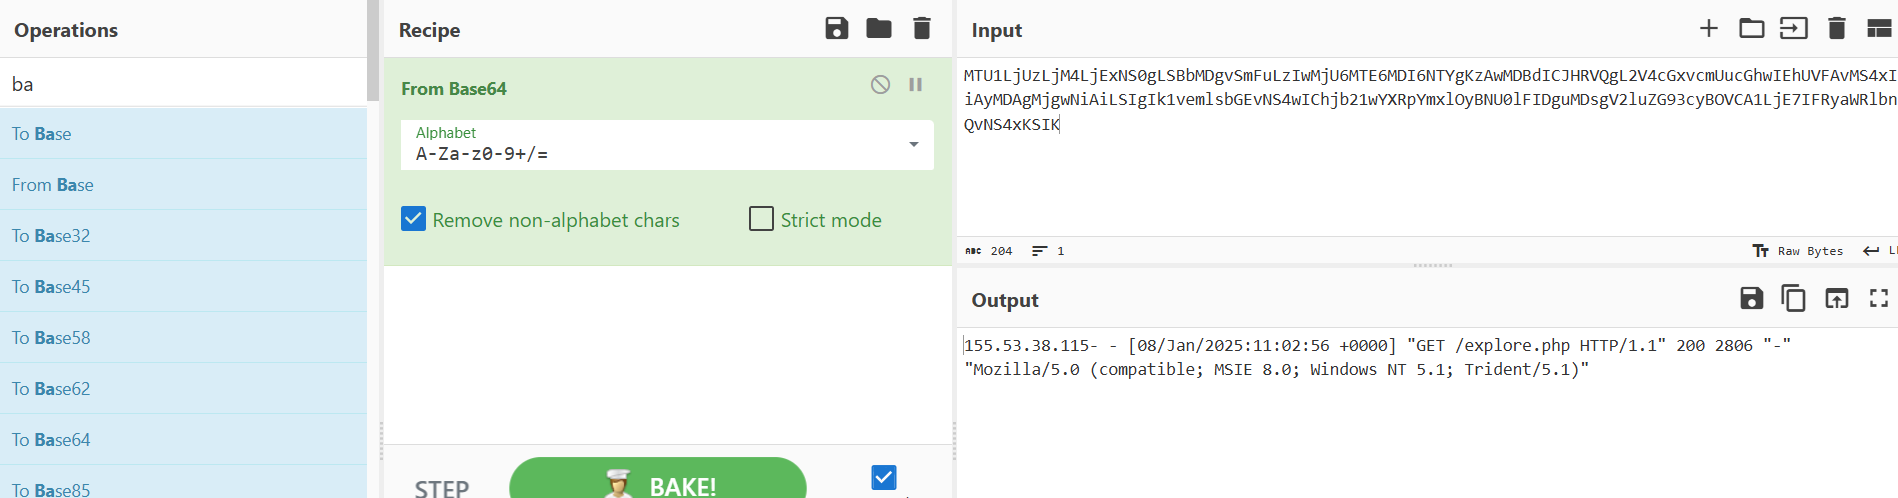 Operations
ba
To Base
From Base
To Base32
To Base45
To Base58
To Base62
To Base64
To Base85
Recipe
From Base64
Alphabet
A-Za-z0-9+/=
Remove non-alphabet chars
Strict mode
STEP
BAKE!
Input
MTU1LjUzLjM4LjExNS0gLSBbMDgvSmFuLzIwMjU6MTE6MDI6NTYgKzAwMDBdICJHRVQgL2V4cGxvcmUucGhwIEhUVFAvMS4xI
iAyMDAgMjgwNiAiLSIgIk1vemlsbGEvNS4wIChjb21wYXRpYmxlOyBNU0lFIDguMDsgV2luZG93cyBOVCA1LjE7IFRyaWRlbn
QvNS4xKSIK
ABC 204
1
Raw Bytes
Output
155.53.38.115- - [08/Jan/2025:11:02:56 +0000] "GET /explore.php HTTP/1.1" 200 2806 "-"
"Mozilla/5.0 (compatible; MSIE 8.0; Windows NT 5.1; Trident/5.1)"